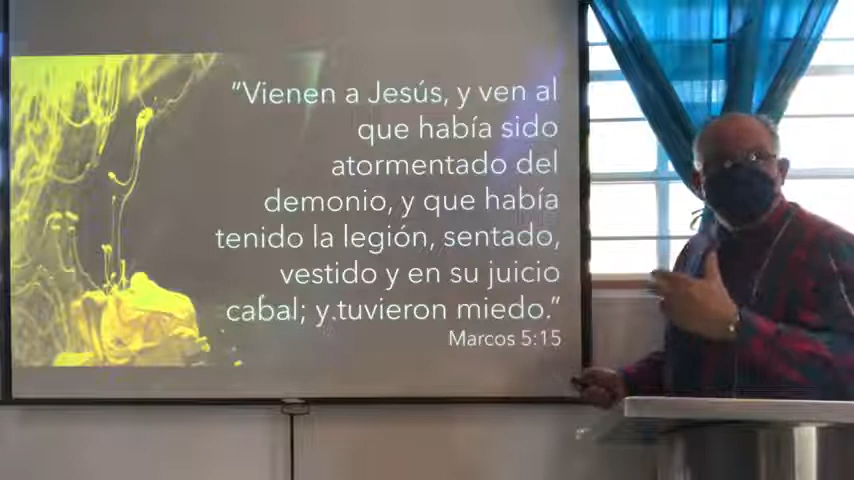 “Vienen a Jesús, y ven al
que había sido
atormentado del
demonio, y que había
tenido la legión, sentado,
vestido y en su juicio
cabal; y tuvieron miedo.”
Marcos 5:15